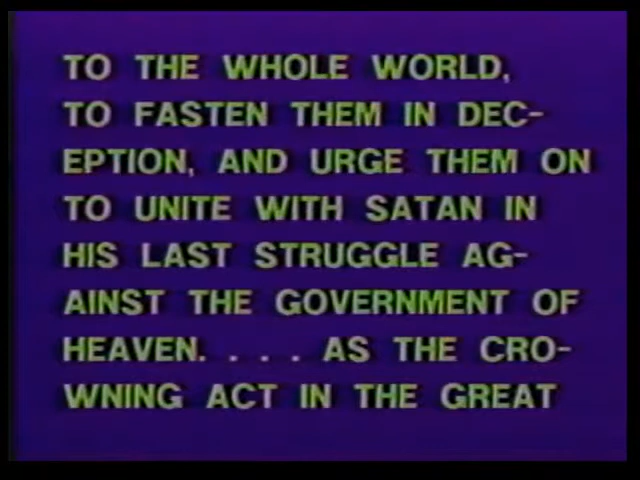 TO THE WHOLE WORLD,
TO FASTEN THEM IN DEC-
EPTION, AND URGE THEM ON
TO UNITE WITH SATAN IN
HIS LAST STRUGGLE AG-
AINST THE GOVERNMENT OF
HEAVEN. . . . AS THE CRO-
WNING ACT IN THE GREAT